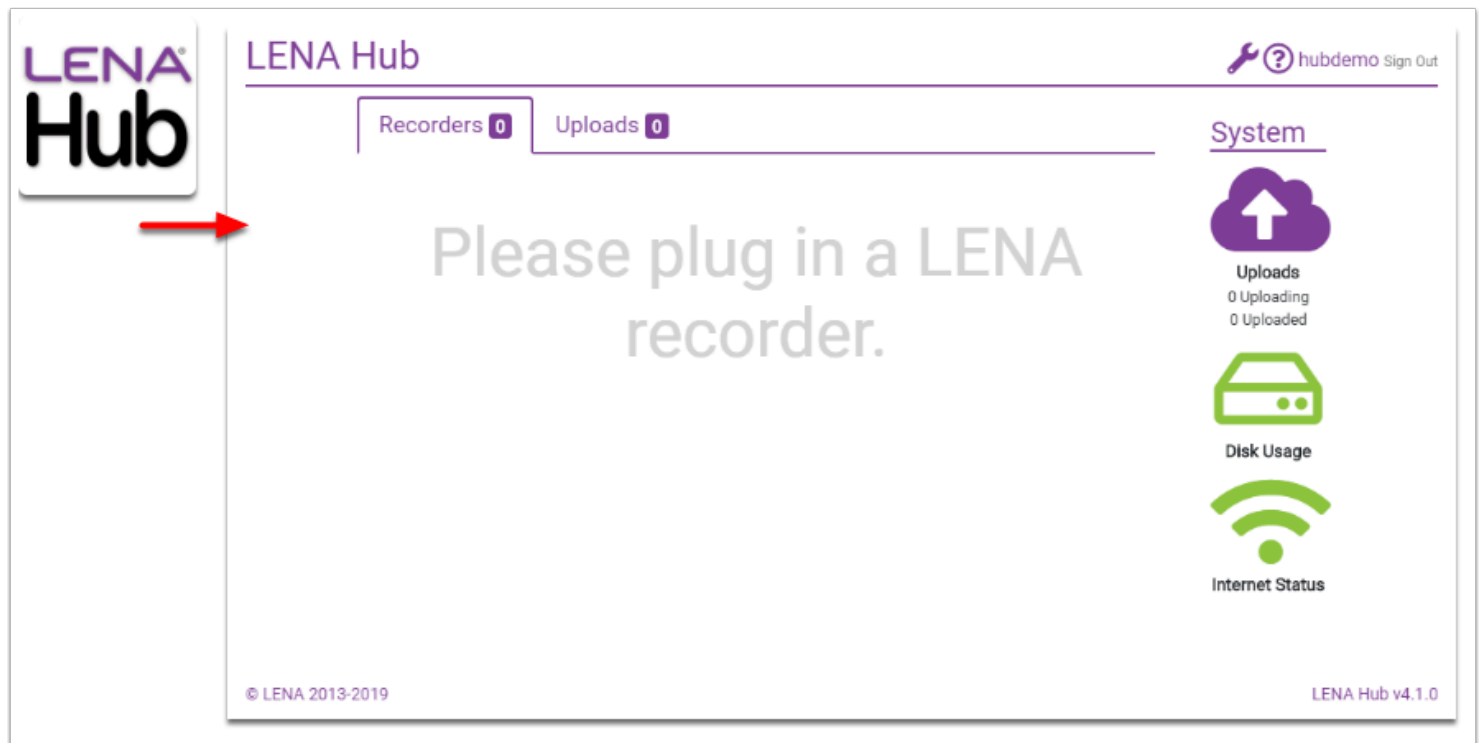 LENA
Hub
LENA Hub
? hubdemo Sign Out
Recorders 0 Uploads 0
System
Please plug in a LENA
recorder.
Uploads
0 Uploading
0 Uploaded
Disk Usage
Internet Status
© LENA 2013-2019
LENA Hub v4.1.0